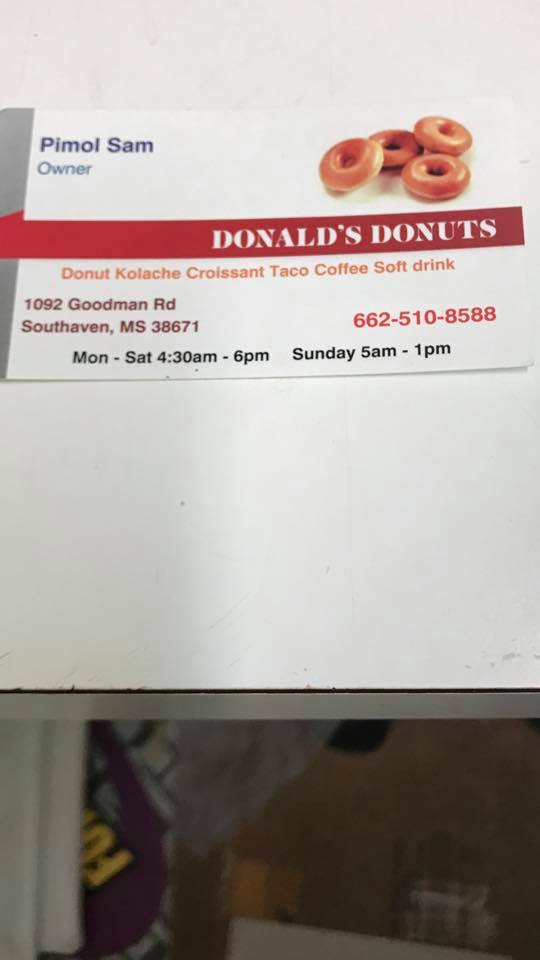 Pimol Sam
Owner
DONALD'S DONUTS
Donut Kolache Croissant Taco Coffee Soft drink
1092 Goodman Rd
Southaven, MS 38671
662-510-8588
Mon - Sat 4:30am - 6pm Sunday 5am - 1pm